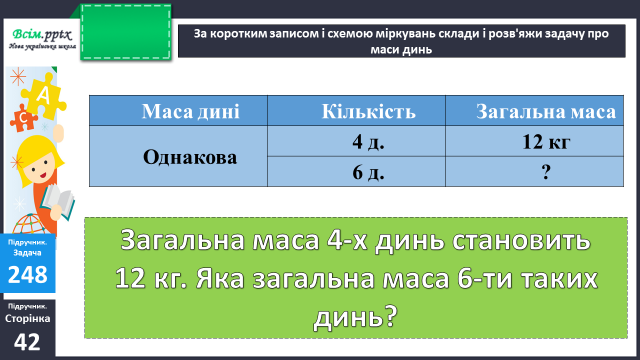 Всім.pptx
Нова українська школа
За коротким записом і схемою міркувань склади і розв'яжи задачу про
маси динь
А
С
Маса дині Кількість Загальна маса
Однакова
4 д. 12 кг
6 д. ?
Загальна маса 4-х динь становить
12 кг. Яка загальна маса 6-ти таких
динь?
Підручник.
Задача
248
Підручник.
Сторінка
42